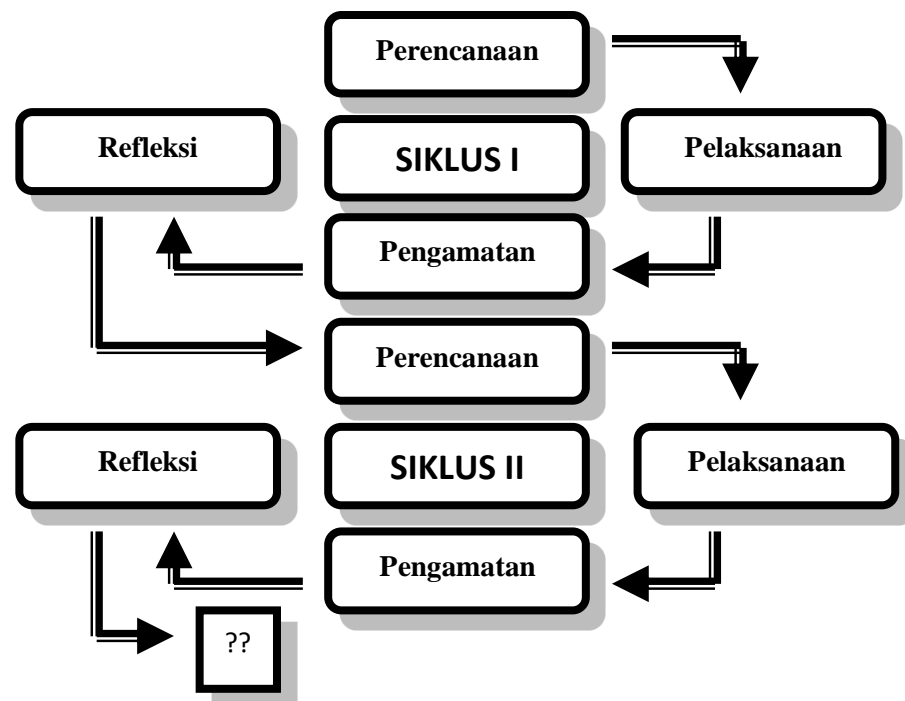 Perencanaan
Refleksi
SIKLUS I
Pelaksanaan
Pengamatan
Perencanaan
Refleksi
SIKLUS II
Pelaksanaan
Pengamatan
??